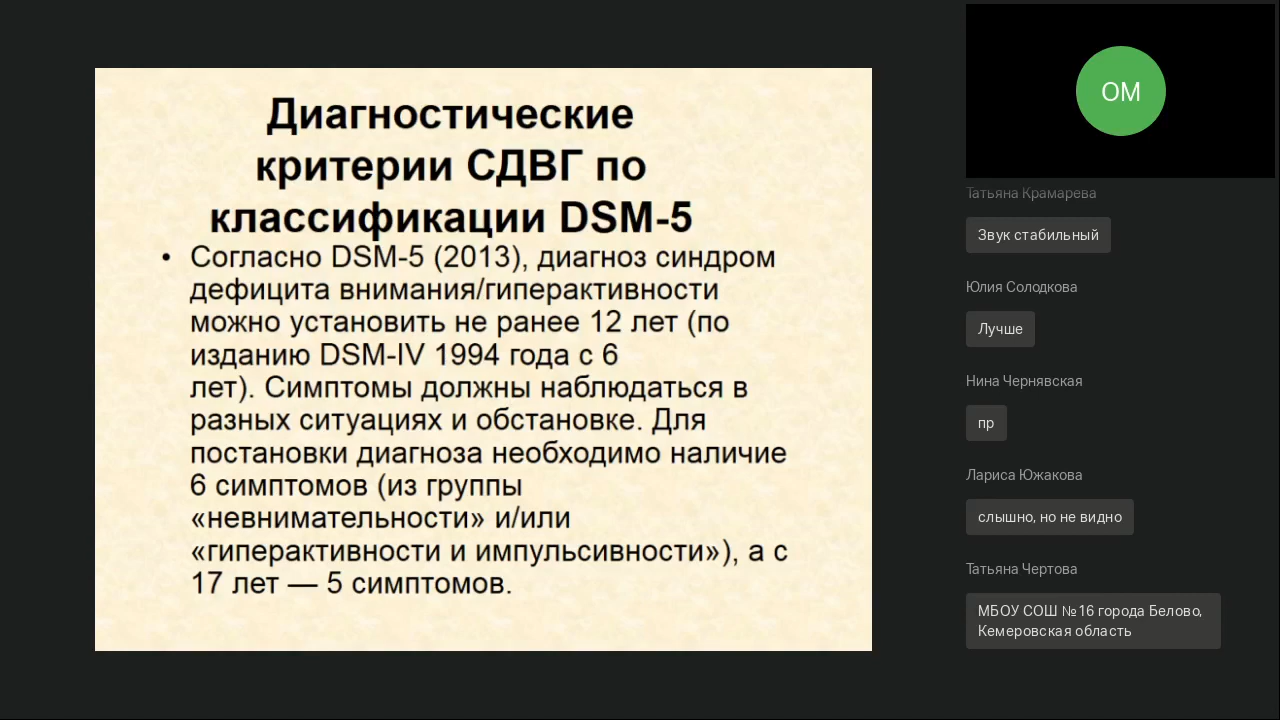 Диагностические
критерии СДВГ по
классификации DSM-5
• Согласно DSM-5 (2013), диагноз синдром
дефицита внимания/гиперактивности
можно установить не ранее 12 лет (по
изданию DSM-IV 1994 года с 6
лет). Симптомы должны наблюдаться в
разных ситуациях и обстановке. Для
постановки диагноза необходимо наличие
6 симптомов (из группы
«невнимательности» и/или
«гиперактивности и импульсивности»), а с
17 лет — 5 симптомов.
ОМ
Татьяна Крамарева
Звук стабильный
Юлия Солодкова
Лучше
Нина Чернявская
пр
Лариса Южакова
слышно, но не видно
Татьяна Чертова
МБОУ СОШ №16 города Белово,
Кемеровская область